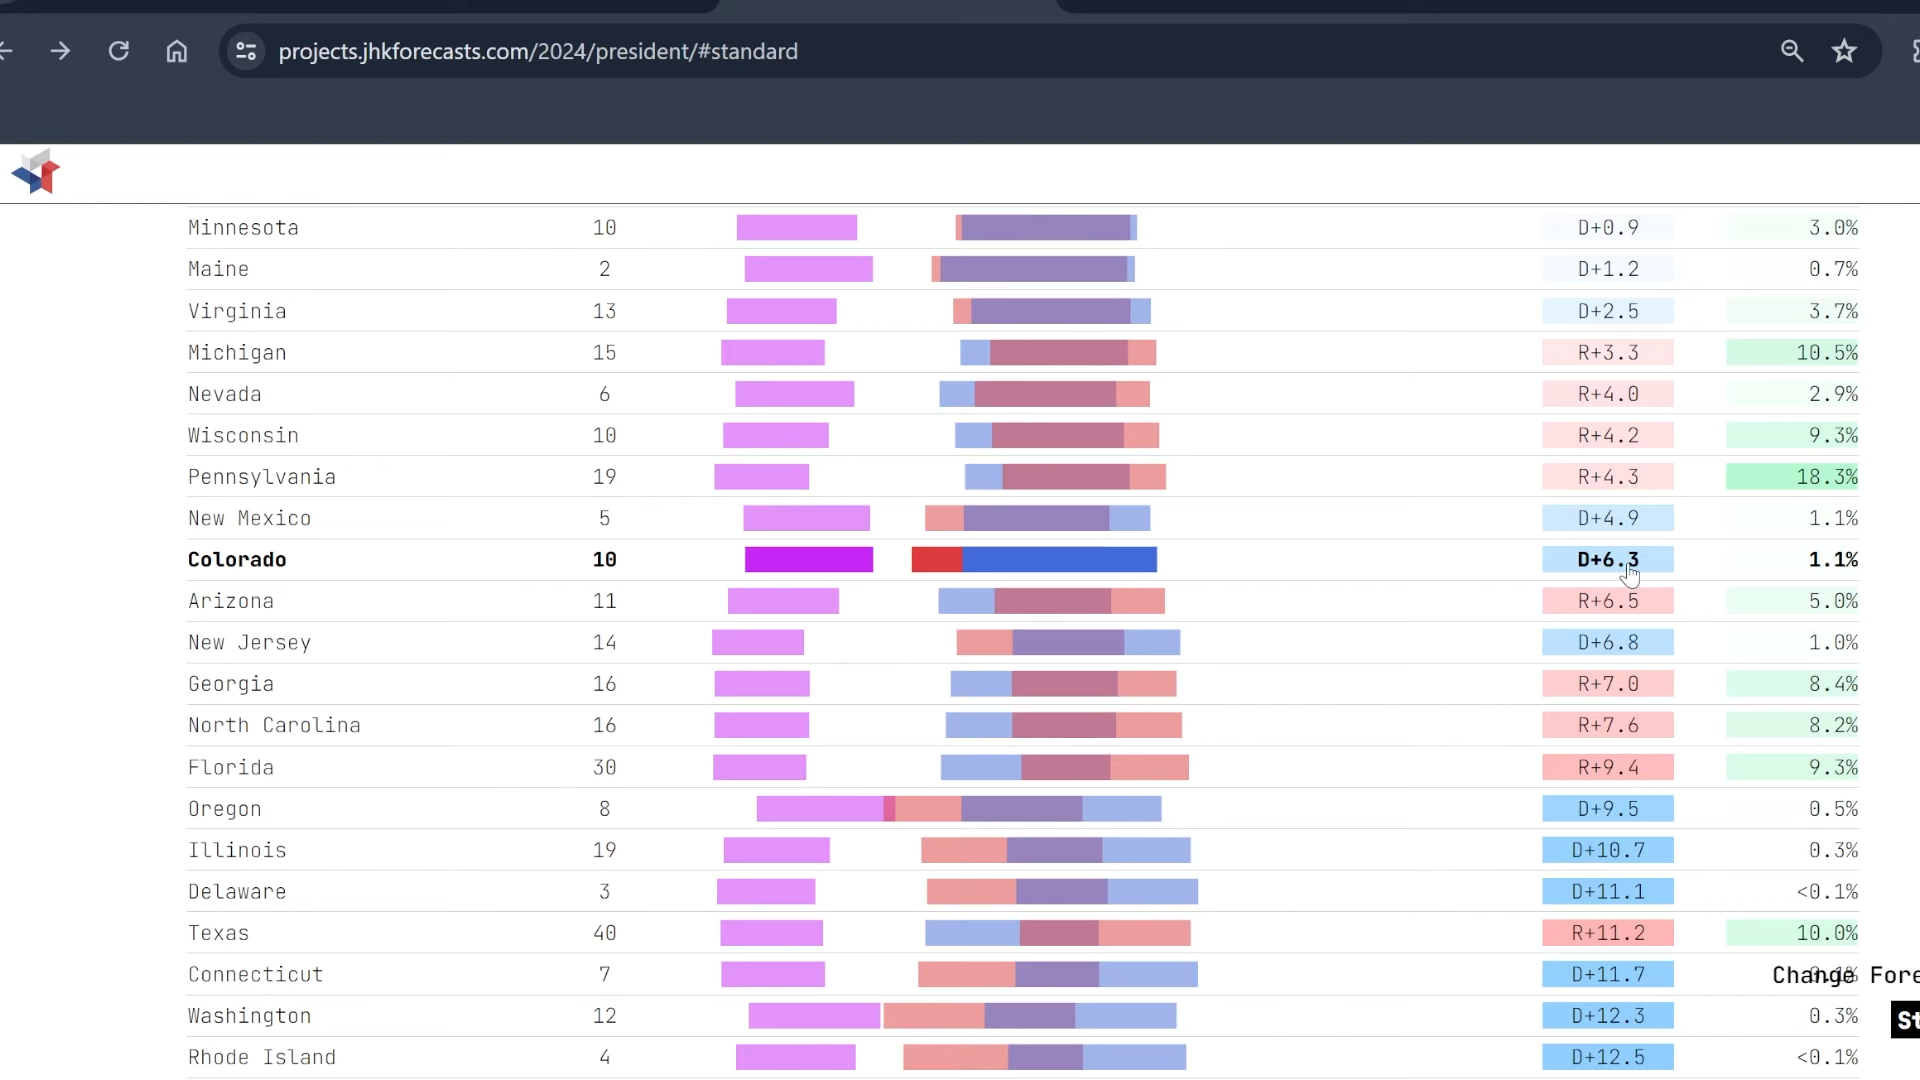 projects.jhkforecasts.com/2024/president/#standard
Minnesota 10 D+0.9 3.0%
Maine 2 D+1.2 0.7%
Virginia 13 D+2.5 3.7%
Michigan 15 R+3.3 10.5%
Nevada 6 R+4.0 2.9%
Wisconsin 10 R+4.2 9.3%
Pennsylvania 19 R+4.3 18.3%
New Mexico 5 D+4.9 1.1%
Colorado 10 D+6.3 1.1%
Arizona 11 R+6.5 5.0%
New Jersey 14 D+6.8 1.0%
Georgia 16 R+7.0 8.4%
North Carolina 16 R+7.6 8.2%
Florida 30 R+9.4 9.3%
Oregon 8 D+9.5 0.5%
Illinois 19 D+10.7 0.3%
Delaware 3 D+11.1 <0.1%
Texas 40 R+11.2 10.0%
Connecticut 7 D+11.7 Change Fore
Washington 12 D+12.3 0.3% St
Rhode Island 4 D+12.5 <0.1%